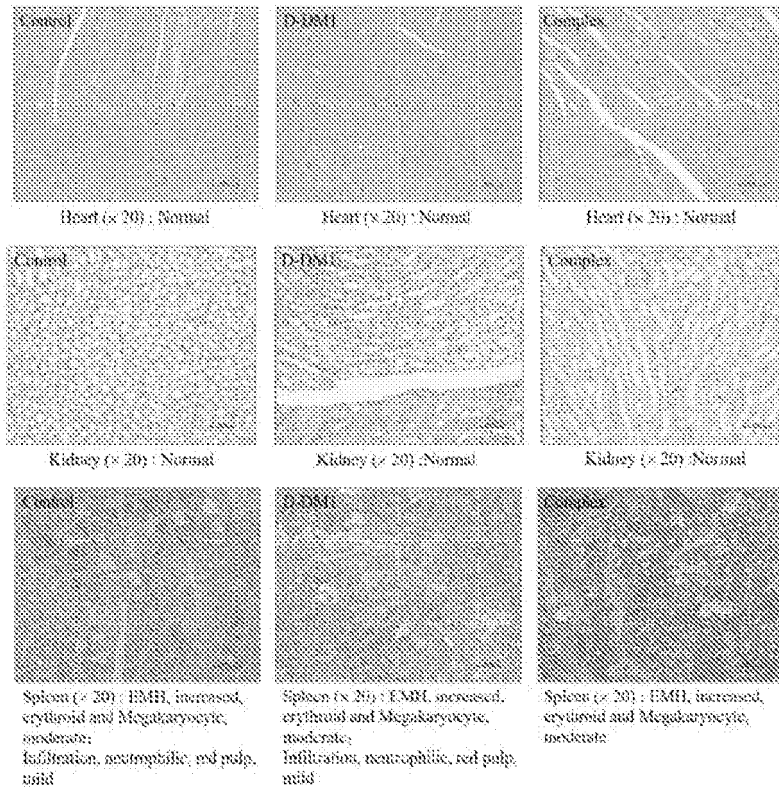 Control
D-DM1
Complex
Heart (× 20) : Normal
Heart (× 20) : Normal
Heart (× 20) : Normal
Control
D-DM1
Complex
Kidney (× 20) : Normal
Kidney (× 20) :Normal
Kidney (× 20) :Normal
Control
D-DM1
Complex
Spleen (× 20) : EMH, increased,
erythroid and Megakaryocyte,
moderate;
Infiltration, neutrophilic, red pulp,
mild
Spleen (× 20) : EMH, increased,
erythroid and Megakaryocyte,
moderate;
Infiltration, neutrophilic, red pulp,
mild
Spleen (× 20) : EMH, increased,
erythroid and Megakaryocyte,
moderate